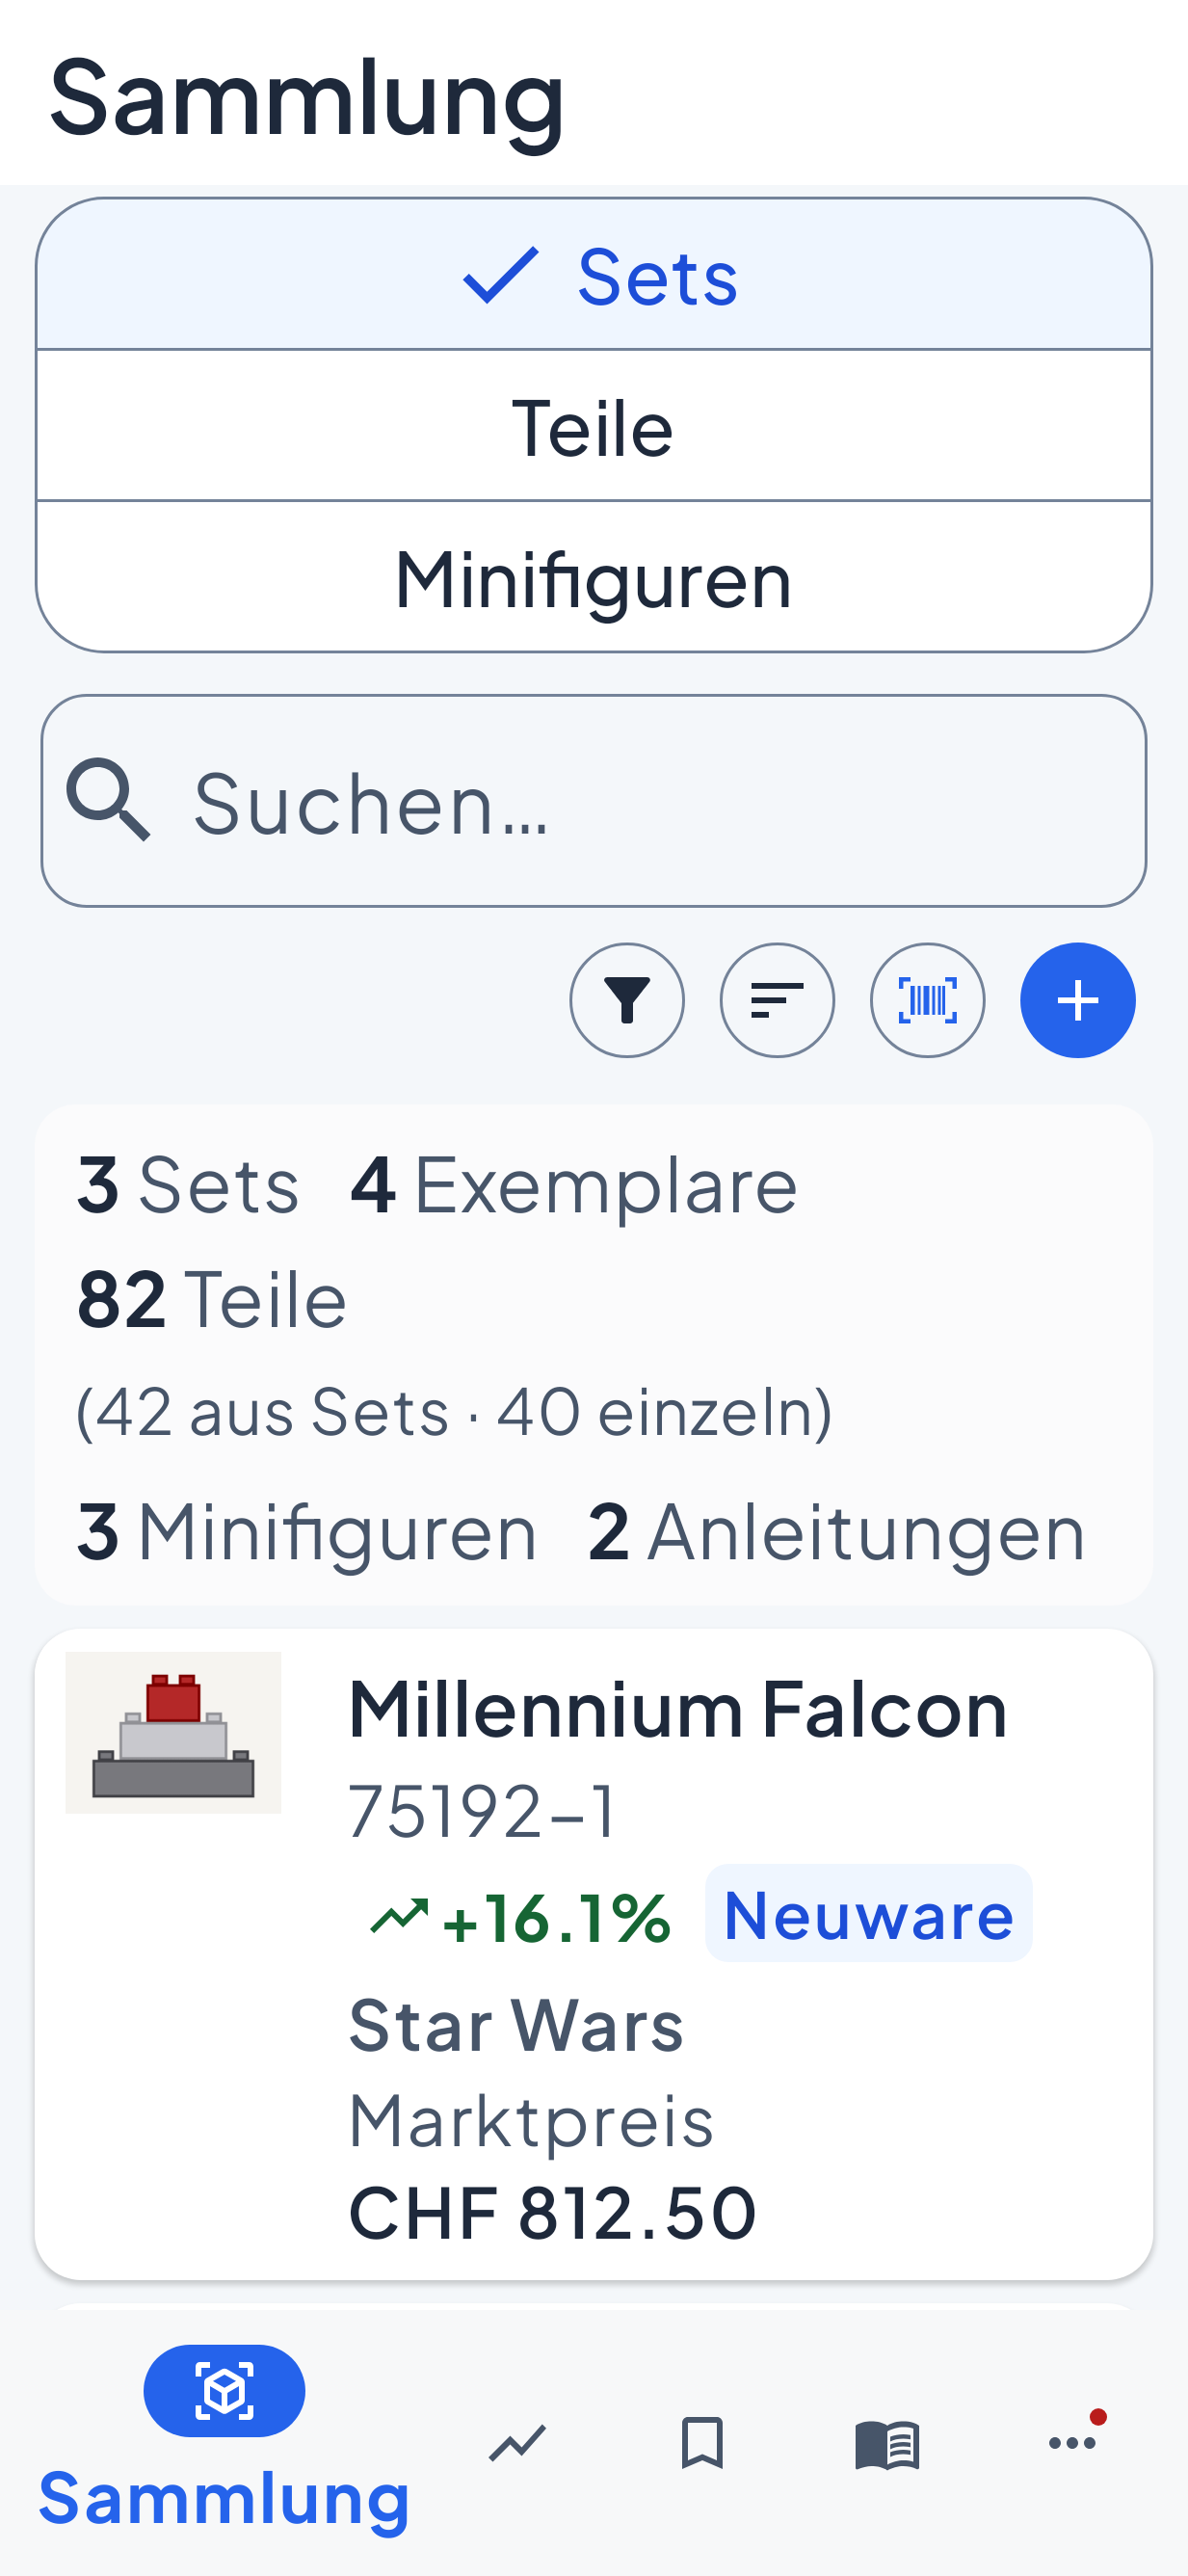 Sammlung
Sets
Teile
Minifiguren
Suchen…
3 Sets 4 Exemplare
82 Teile
(42 aus Sets · 40 einzeln)
3 Minifiguren 2 Anleitungen
Millennium Falcon
75192–1
+16.1% Neuware
Star Wars
Marktpreis
CHF 812.50
Sammlung